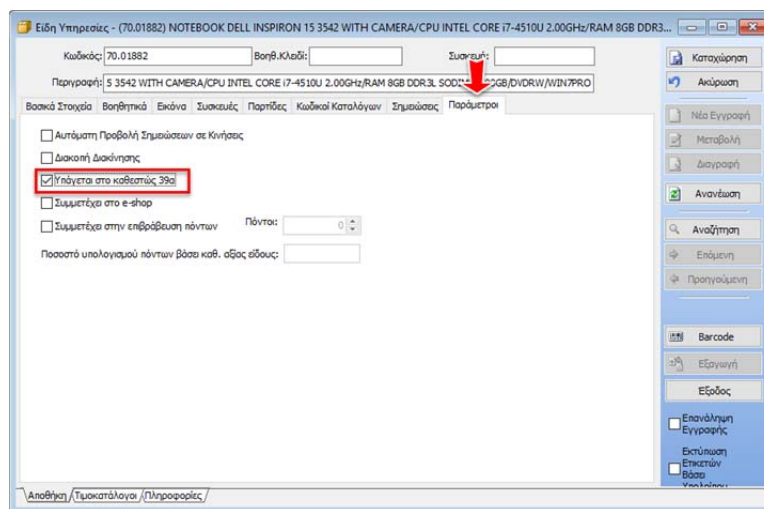 Είδη Υπηρεσίες - (70.01882) NOTEBOOK DELL INSPIRON 15 3542 WITH CAMERA/CPU INTEL CORE i7-4510U 2.00GHz/RAM 8GB DDR3...
Κωδικός: 70.01882 Βοηθ.Κλειδί: Συσκευή:
Περιγραφή: 5 3542 WITH CAMERA/CPU INTEL CORE i7-4510U 2.00GHz/RAM 8GB DDR3L GB/DVDRW/WIN7PRO
Βασικά Στοιχεία Βοηθητικά Εικόνα Συσκευές Παρτίδες Κωδικοί Καταλόγων Σημειώσεις Παράμετροι
Αυτόματη Προβολή Σημειώσεων σε Κινήσεις
Διακοπή Διακίνησης
Υπάγεται στο καθεστώς 39α
Συμμετέχει στο e-shop
Συμμετέχει στην επιβράβευση πόντων Πόντοι: 0
Ποσοστό υπολογισμού πόντων βάσει καθ. αξίας είδους:
Καταχώρηση
Ακύρωση
Νέα Εγγραφή
Μεταβολή
Διαγραφή
Ανανέωση
Αναζήτηση
Επόμενη
Προηγούμενη
Barcode
Εξαγωγή
Έξοδος
Επανάληψη
Εγγραφής
Εκτύπωση
Ετικετών
Βάσει
Υπολοίπου
Αποθήκη Τιμοκατάλογοι Πληροφορίες